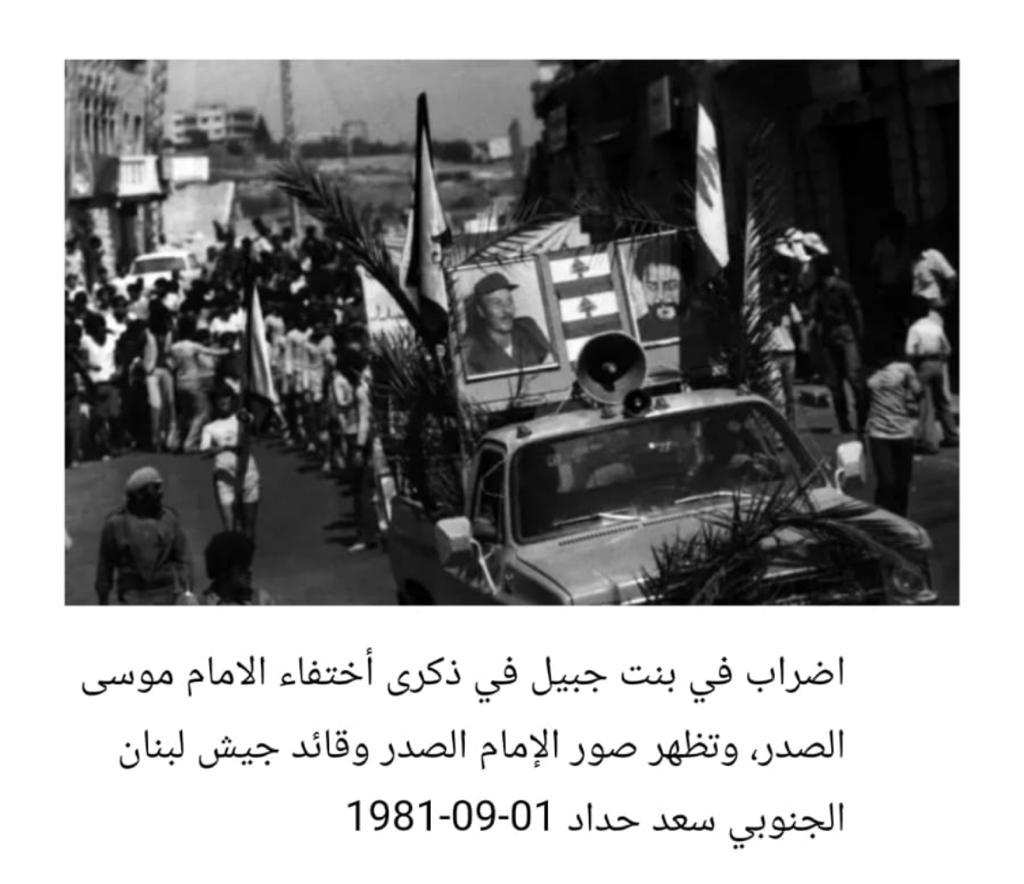 اضراب في بنت جبيل في ذكرى أختفاء الامام موسى
الصدر، وتظهر صور الإمام الصدر وقائد جيش لبنان
الجنوبي سعد حداد 01-09-1981